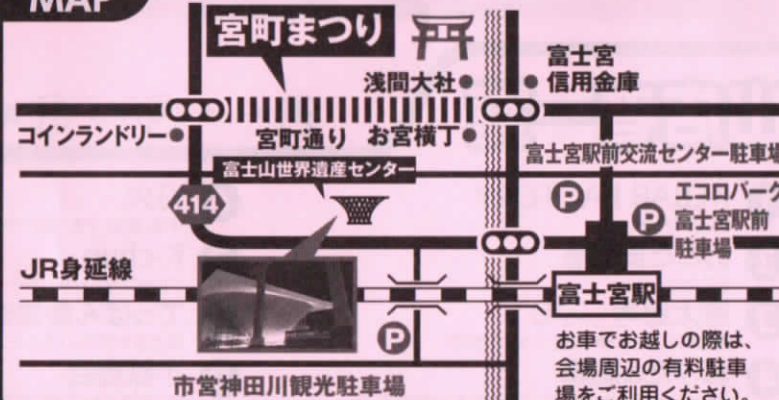 MAP
宮町まつり
浅間大社
富士宮
信用金庫
コインランドリー
宮町通り
お宮横丁
富士宮駅前交流センター駐車場
富士山世界遺産センター
414
P
P
エコロパーク
富士宮駅前
駐車場
JR身延線
富士宮駅
P
市営神田川観光駐車場
お車でお越しの際は、
会場周辺の有料駐車
場をご利用ください。